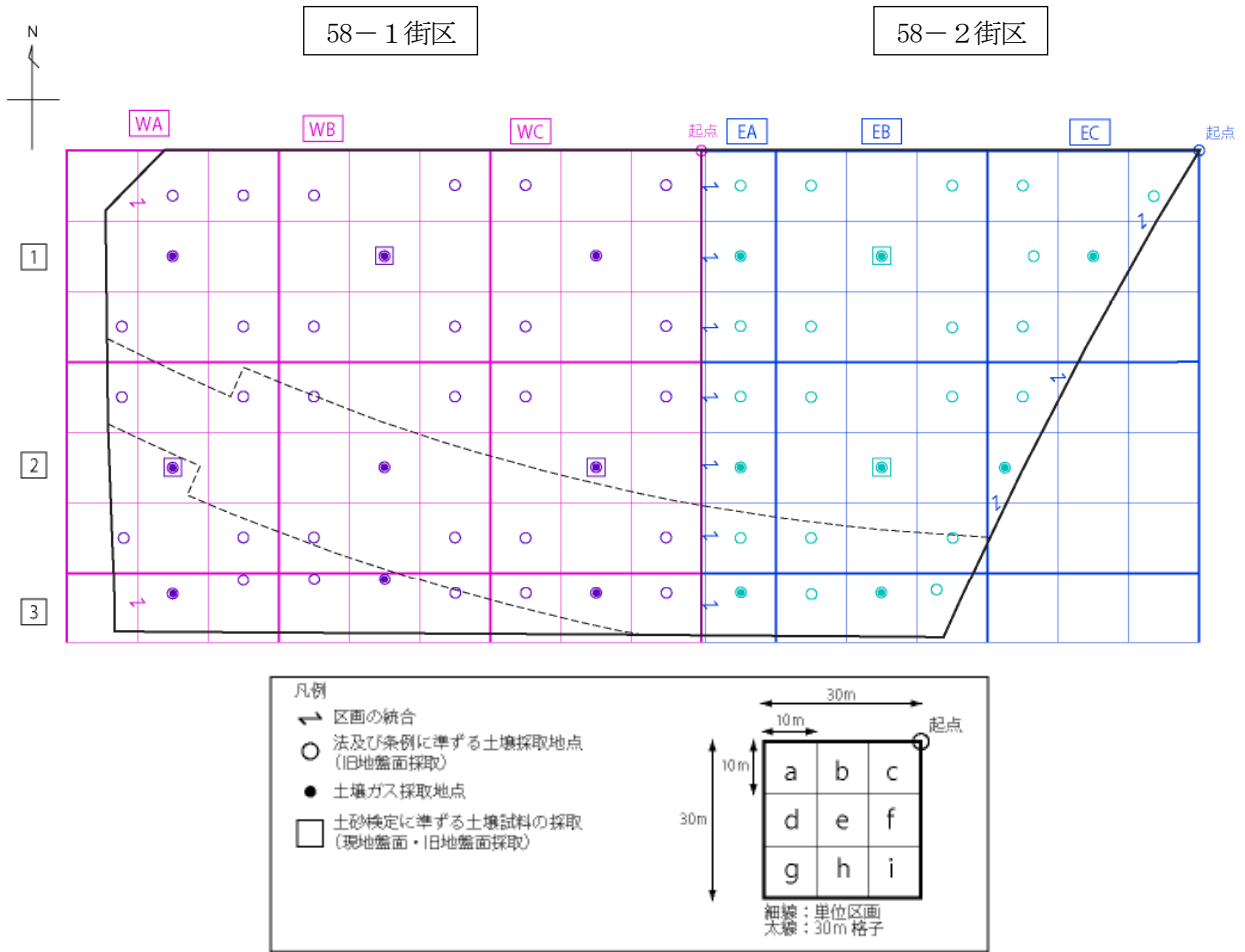 58－１街区
58－２街区
N
WA
WB
WC
起点
EA
EB
EC
起点
1
2
3
凡例
区画の統合
法及び条例に準ずる土壌採取地点
(旧地盤面採取)
土壌ガス採取地点
土砂検定に準ずる土壌試料の採取
(現地盤面・旧地盤面採取)
30m
10m
起点
10m
30m
a b c
d e f
g h i
細線：単位区画
太線：30m 格子